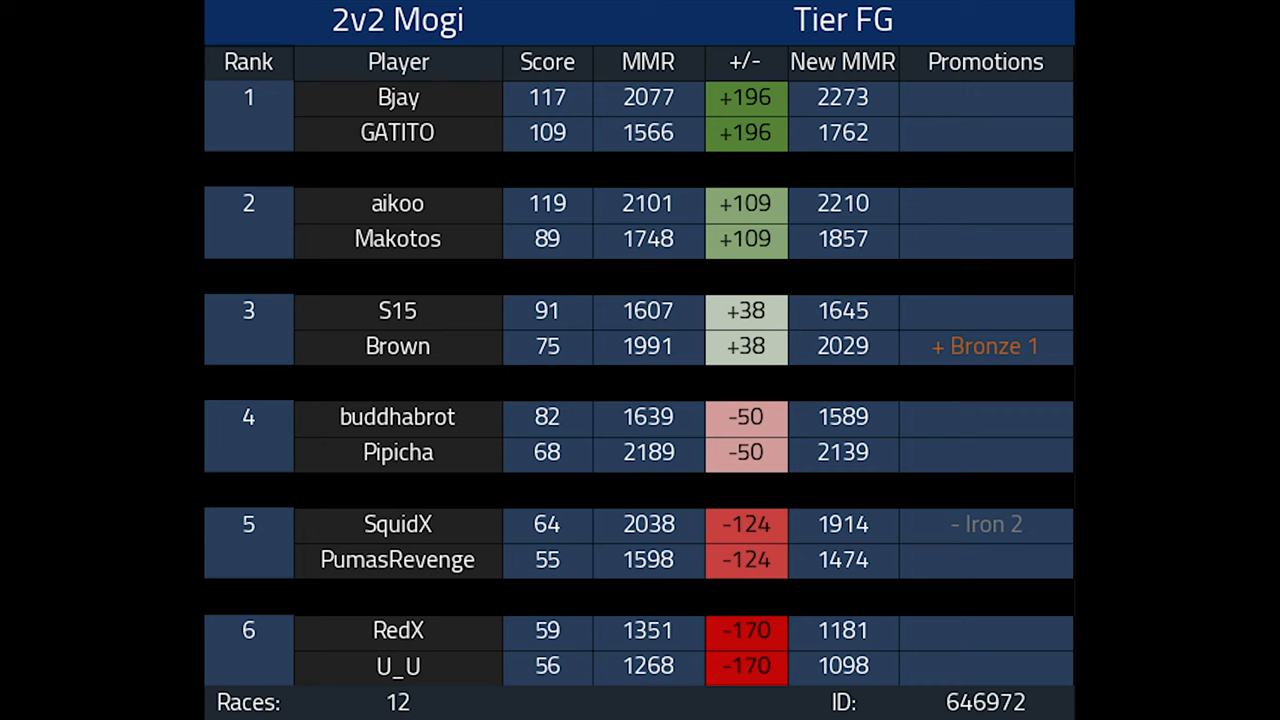 2v2 Mogi Tier FG
Rank Player Score MMR +/- New MMR Promotions
1 Bjay 117 2077 +196 2273
GATITO 109 1566 +196 1762
2 aikoo 119 2101 +109 2210
Makotos 89 1748 +109 1857
3 S15 91 1607 +38 1645
Brown 75 1991 +38 2029 + Bronze 1
4 buddhabrot 82 1639 -50 1589
Pipicha 68 2189 -50 2139
5 SquidX 64 2038 -124 1914 - Iron 2
PumasRevenge 55 1598 -124 1474
6 RedX 59 1351 -170 1181
U_U 56 1268 -170 1098
Races: 12 ID: 646972